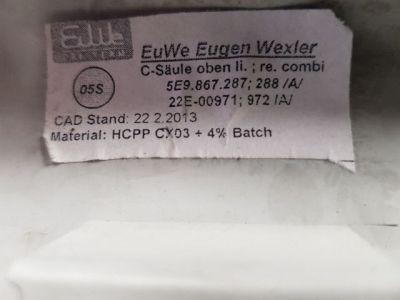 EuWe
SYSTEM
EuWe Eugen Wexler
C-Säule oben li. ; re. combi
05S
5E9.867.287; 288 /A/
22E-00971; 972 /A/
CAD Stand: 22 2.2013
Material: HCPP CX03 + 4% Batch